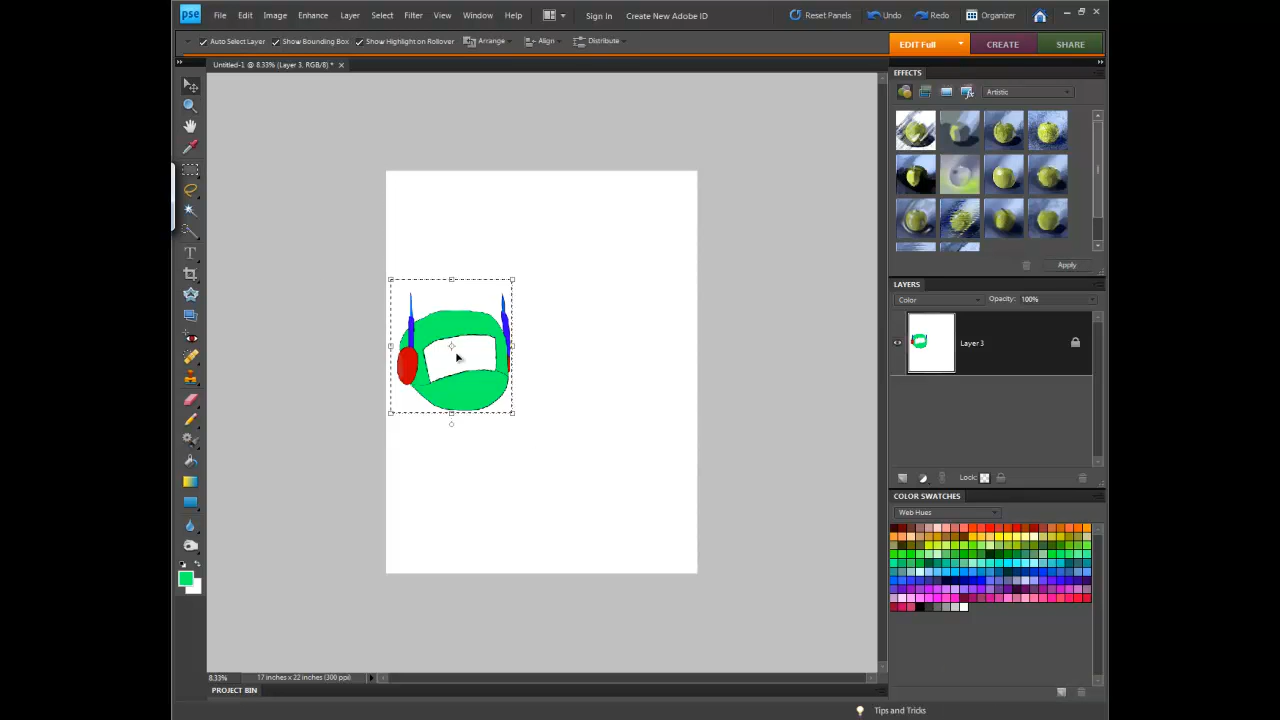 pse File Edit Image Enhance Layer Select Filter View Window Help Sign In Create New Adobe ID Reset Panels Undo Redo Organizer
Auto Select Layer Show Bounding Box Show Highlight on Rollover Arrange Align Distribute EDIT Full CREATE SHARE
Untitled-1 @ 8.33% (Layer 3, RGB/8) *
EFFECTS
Artistic
Apply
LAYERS
Color Opacity: 100%
Layer 3
Lock:
COLOR SWATCHES
Web Hues
T
8.33% 17 inches x 22 inches (300 ppi)
PROJECT BIN
Tips and Tricks